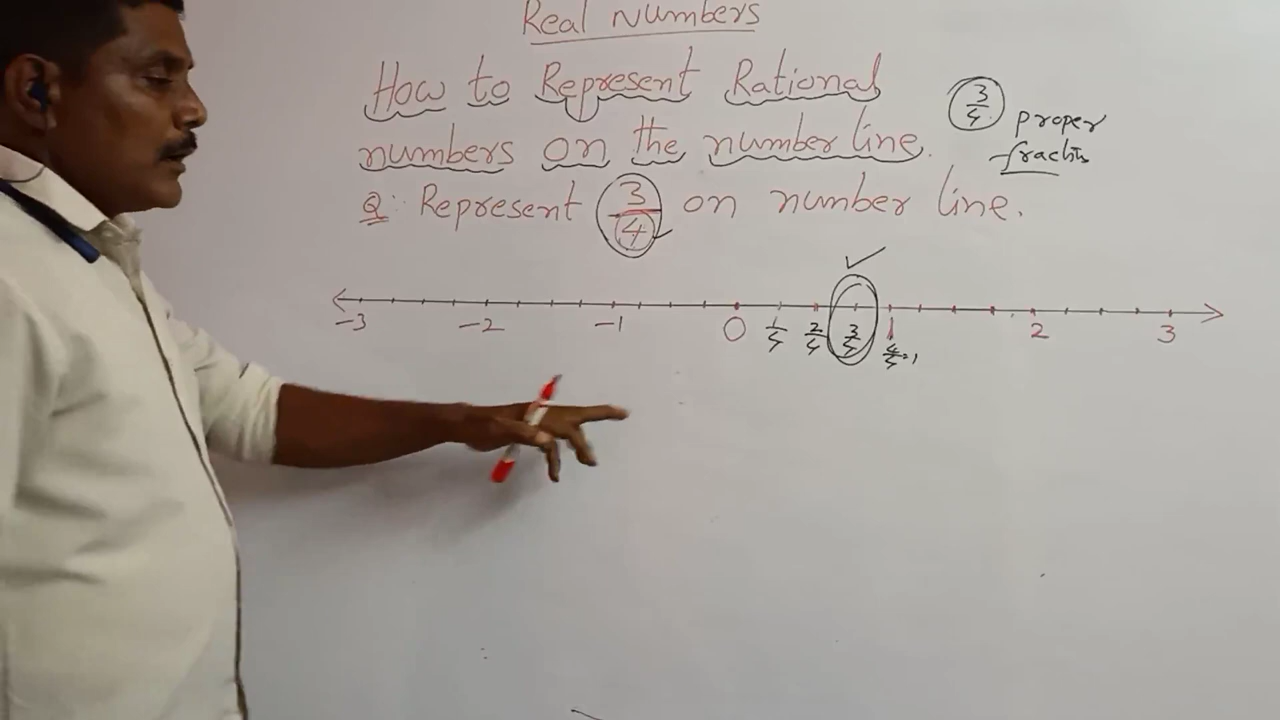 Real Numbers
How to Represent Rational
numbers on the number line.
3/4 proper
fractn
Q: Represent 3/4 on number line.
-3 -2 -1 0 1/4 2/4 3/4 1 2 3
4/4=1